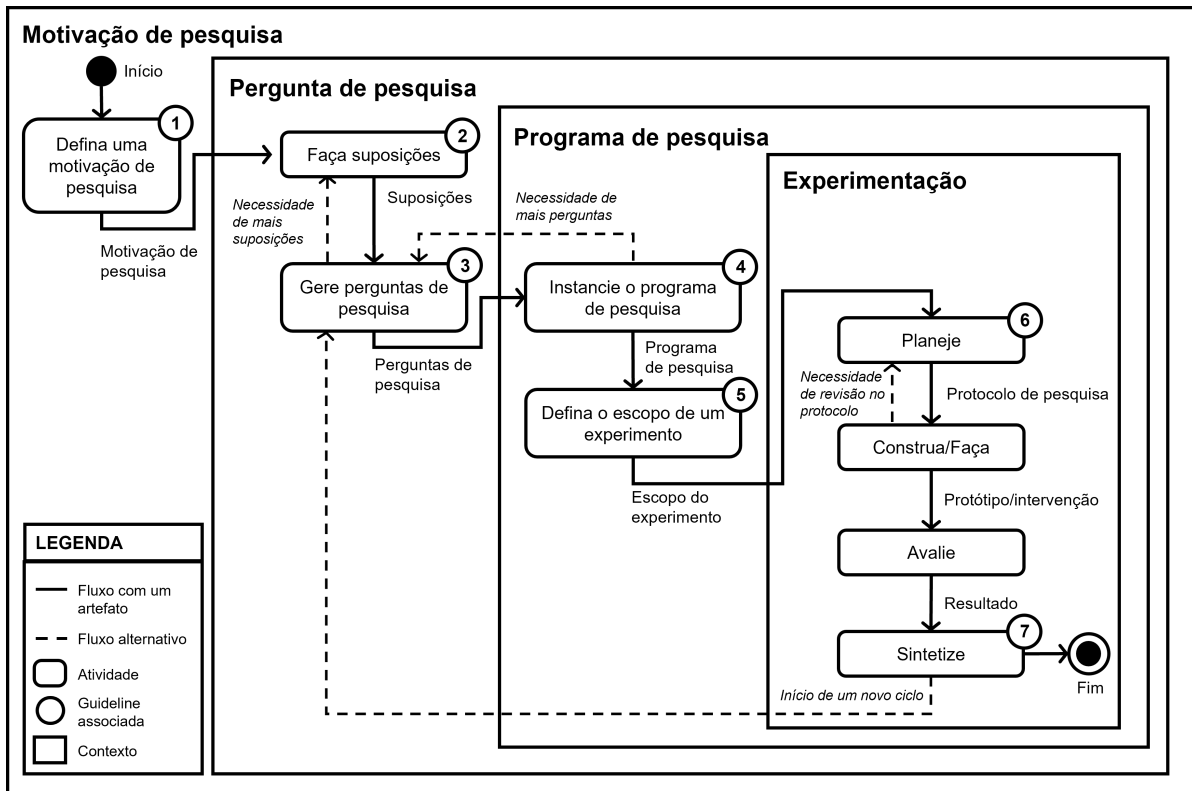 Motivação de pesquisa
Início
1
Defina uma
motivação de
pesquisa
Motivação de
pesquisa
Pergunta de pesquisa
2
Faça suposições
Suposições
Necessidade
de mais
suposições
3
Gere perguntas de
pesquisa
Perguntas de
pesquisa
Programa de pesquisa
Necessidade de
mais perguntas
4
Instancie o programa
de pesquisa
Programa
de pesquisa
5
Defina o escopo de um
experimento
Escopo do
experimento
Experimentação
6
Planeje
Necessidade
de revisão no
protocolo
Protocolo de pesquisa
Construa/Faça
Protótipo/intervenção
Avalie
Resultado
7
Sintetize
Início de um novo ciclo
Fim
LEGENDA
Fluxo com um
artefato
Fluxo alternativo
Atividade
Guideline
associada
Contexto